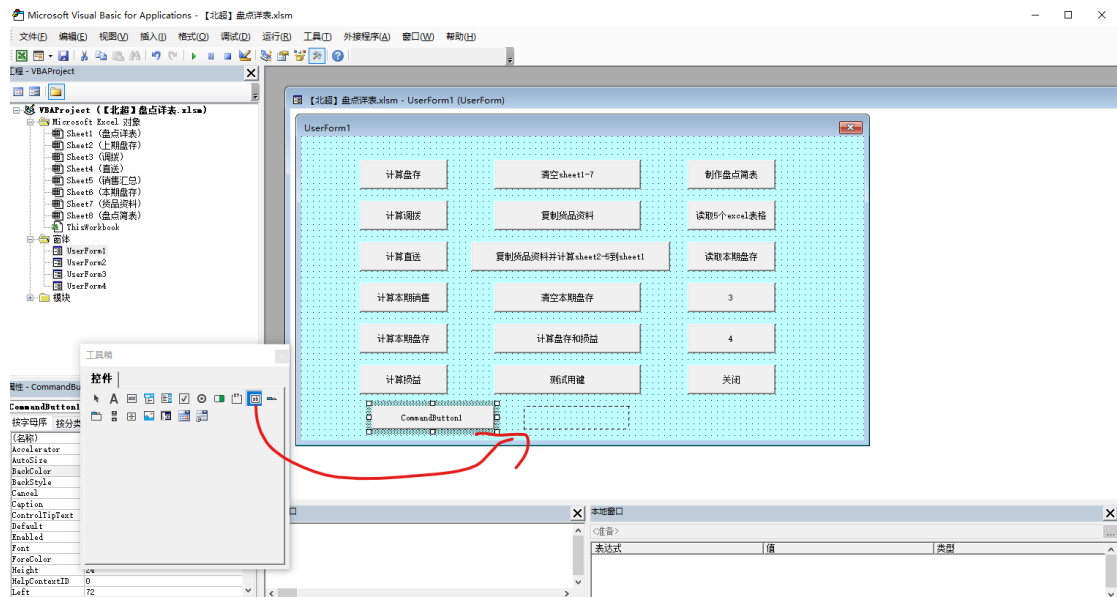 Microsoft Visual Basic for Applications - 【北超】盘点详表.xlsm
文件(F) 编辑(E) 视图(V) 插入(I) 格式(O) 调试(D) 运行(R) 工具(T) 外接程序(A) 窗口(W) 帮助(H)
工程 - VBAProject
VBAProject (【北超】盘点详表.xlsm)
Microsoft Excel 对象
Sheet1 (盘点详表)
Sheet2 (上期盘存)
Sheet3 (调拨)
Sheet4 (直送)
Sheet5 (销售汇总)
Sheet6 (本期盘存)
Sheet7 (货品资料)
Sheet8 (盘点简表)
ThisWorkbook
窗体
UserForm1
UserForm2
UserForm3
UserForm4
模块
【北超】盘点详表.xlsm - UserForm1 (UserForm)
UserForm1
计算盘存 清空sheet1-7 制作盘点简表
计算调拨 复制货品资料 读取5个excel表格
计算直送 复制货品资料并计算sheet2-5到sheet1 读取本期盘存
计算本期销售 清空本期盘存 3
计算本期盘存 计算盘存和损益 4
计算损益 测试用键 关闭
CommandButton1
工具箱
控件
属性 - CommandBu
CommandButton1
按字母序 按分类
(名称)
Accelerator
AutoSize
BackColor
BackStyle
Cancel
Caption
ControlTipText
Default
Enabled
Font
ForeColor
Height 24
HelpContextID 0
Left 72
口
本地窗口
<准备>
表达式 值 类型